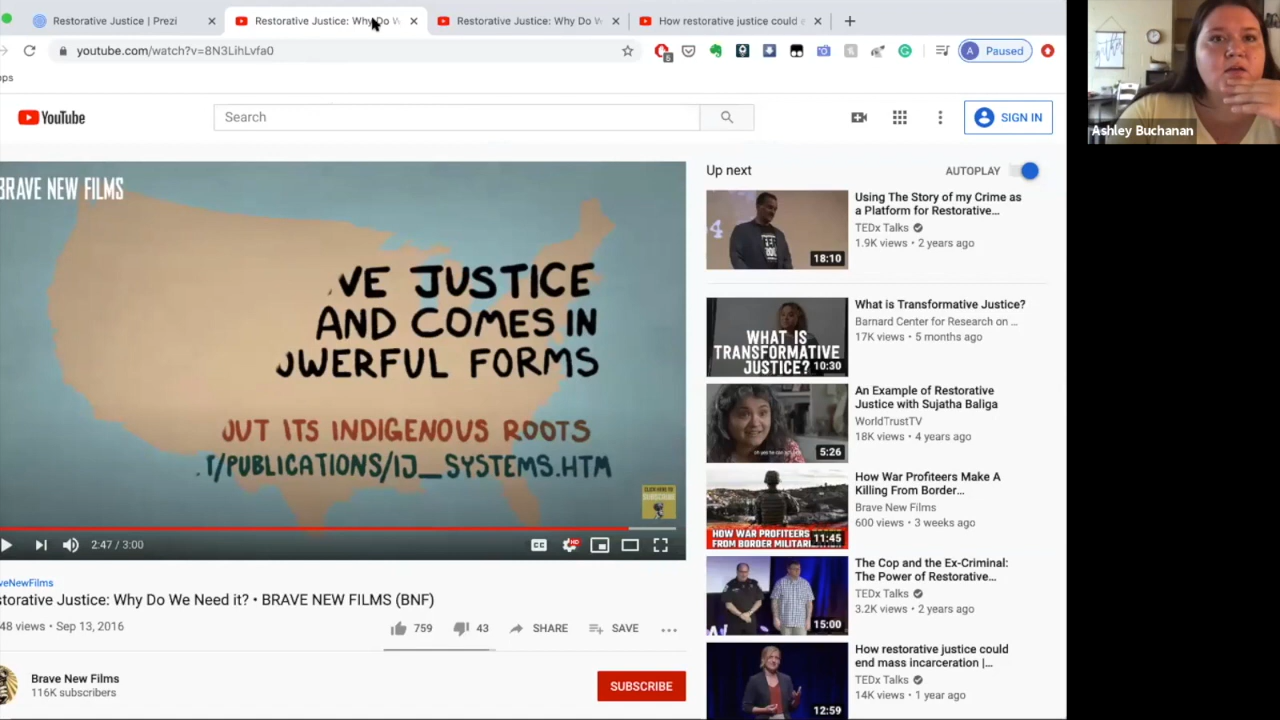 Restorative Justice | Prezi
Restorative Justice: Why Do W
Restorative Justice: Why Do W
How restorative justice could e
youtube.com/watch?v=8N3LihLvfa0
5
A Paused
ps
YouTube
Search
SIGN IN
Ashley Buchanan
BRAVE NEW FILMS
VE JUSTICE
AND COMES IN
OWERFUL FORMS
OUT ITS INDIGENOUS ROOTS
T/PUBLICATIONS/IJ_SYSTEMS.HTM
2:47 / 3:00
CC
HD
veNewFilms
storative Justice: Why Do We Need it? • BRAVE NEW FILMS (BNF)
48 views • Sep 13, 2016
759
43
SHARE
SAVE
Brave New Films
116K subscribers
SUBSCRIBE
Up next
AUTOPLAY
Using The Story of my Crime as
a Platform for Restorative...
TEDx Talks
1.9K views • 2 years ago
18:10
What is Transformative Justice?
Barnard Center for Research on ...
17K views • 5 months ago
WHAT IS
TRANSFORMATIVE
JUSTICE?
10:30
An Example of Restorative
Justice with Sujatha Baliga
WorldTrustTV
18K views • 4 years ago
5:26
How War Profiteers Make A
Killing From Border...
Brave New Films
600 views • 3 weeks ago
HOW WAR PROFITEERS
FROM BORDER MILITARI
11:45
The Cop and the Ex-Criminal:
The Power of Restorative...
TEDx Talks
3.2K views • 2 years ago
15:00
How restorative justice could
end mass incarceration |...
TEDx Talks
14K views • 1 year ago
12:59